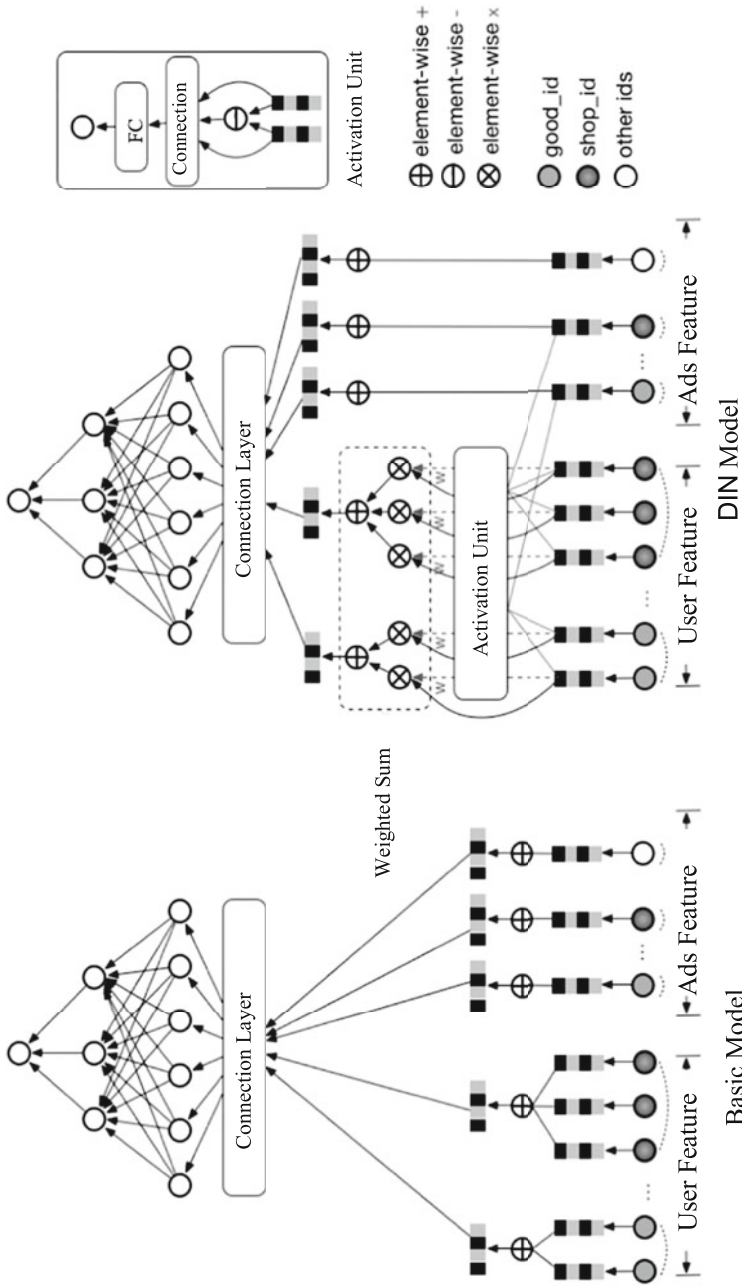 Connection Layer
User Feature
Ads Feature
Basic Model
Weighted Sum
Connection Layer
w
w
w
w
w
Activation Unit
User Feature
Ads Feature
DIN Model
FC
Connection
Activation Unit
element-wise +
element-wise -
element-wise x
good_id
shop_id
other ids